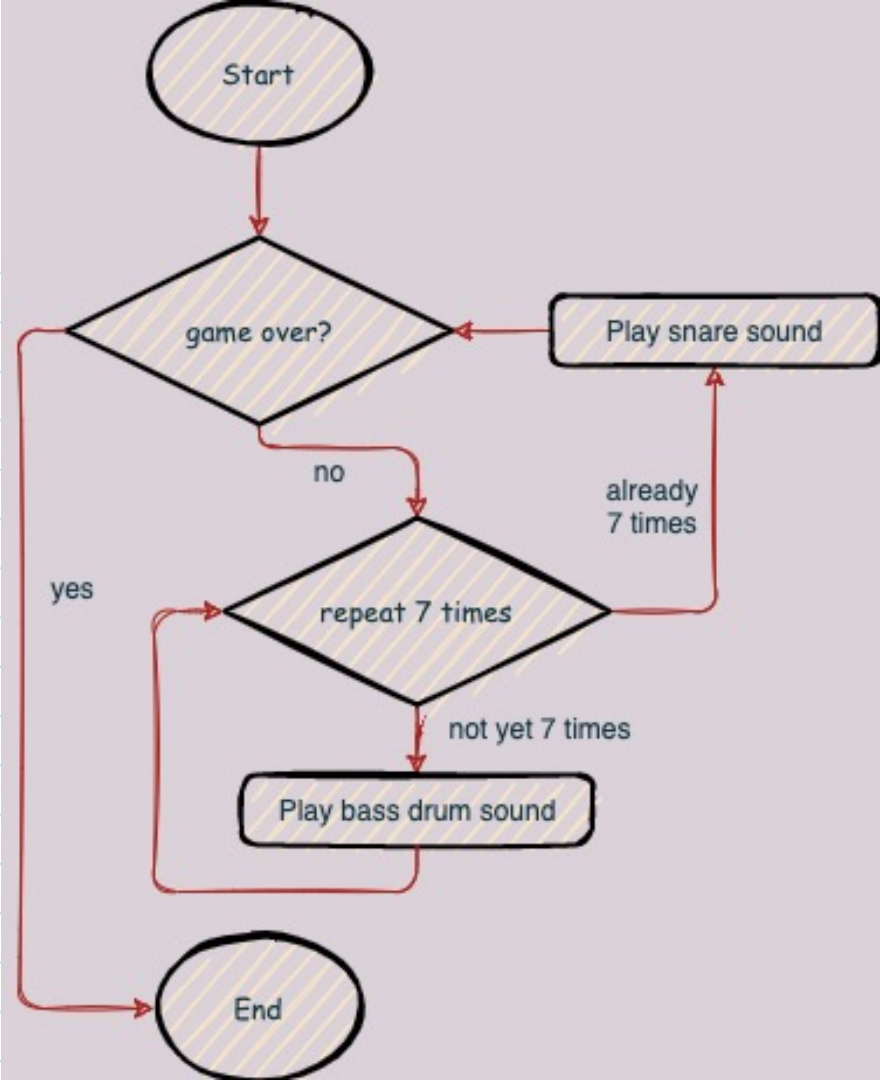 Start
game over?
Play snare sound
no
already
7 times
yes
repeat 7 times
not yet 7 times
Play bass drum sound
End